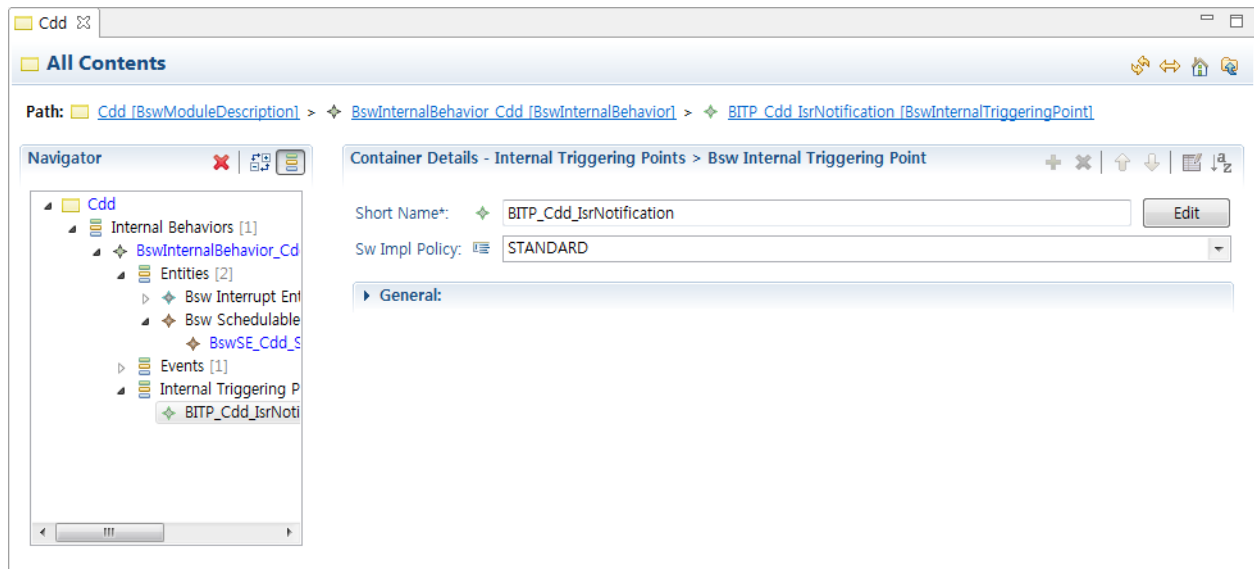 Cdd
All Contents
Path: Cdd [BswModuleDescription] > BswInternalBehavior_Cdd [BswInternalBehavior] > BITP_Cdd_IsrNotification [BswInternalTriggeringPoint]
Navigator
Container Details - Internal Triggering Points > Bsw Internal Triggering Point
Cdd
Internal Behaviors [1]
BswInternalBehavior_Cd
Entities [2]
Bsw Interrupt Ent
Bsw Schedulable
BswSE_Cdd_S
Events [1]
Internal Triggering P
BITP_Cdd_IsrNoti
Short Name*: BITP_Cdd_IsrNotification Edit
Sw Impl Policy: STANDARD
General: